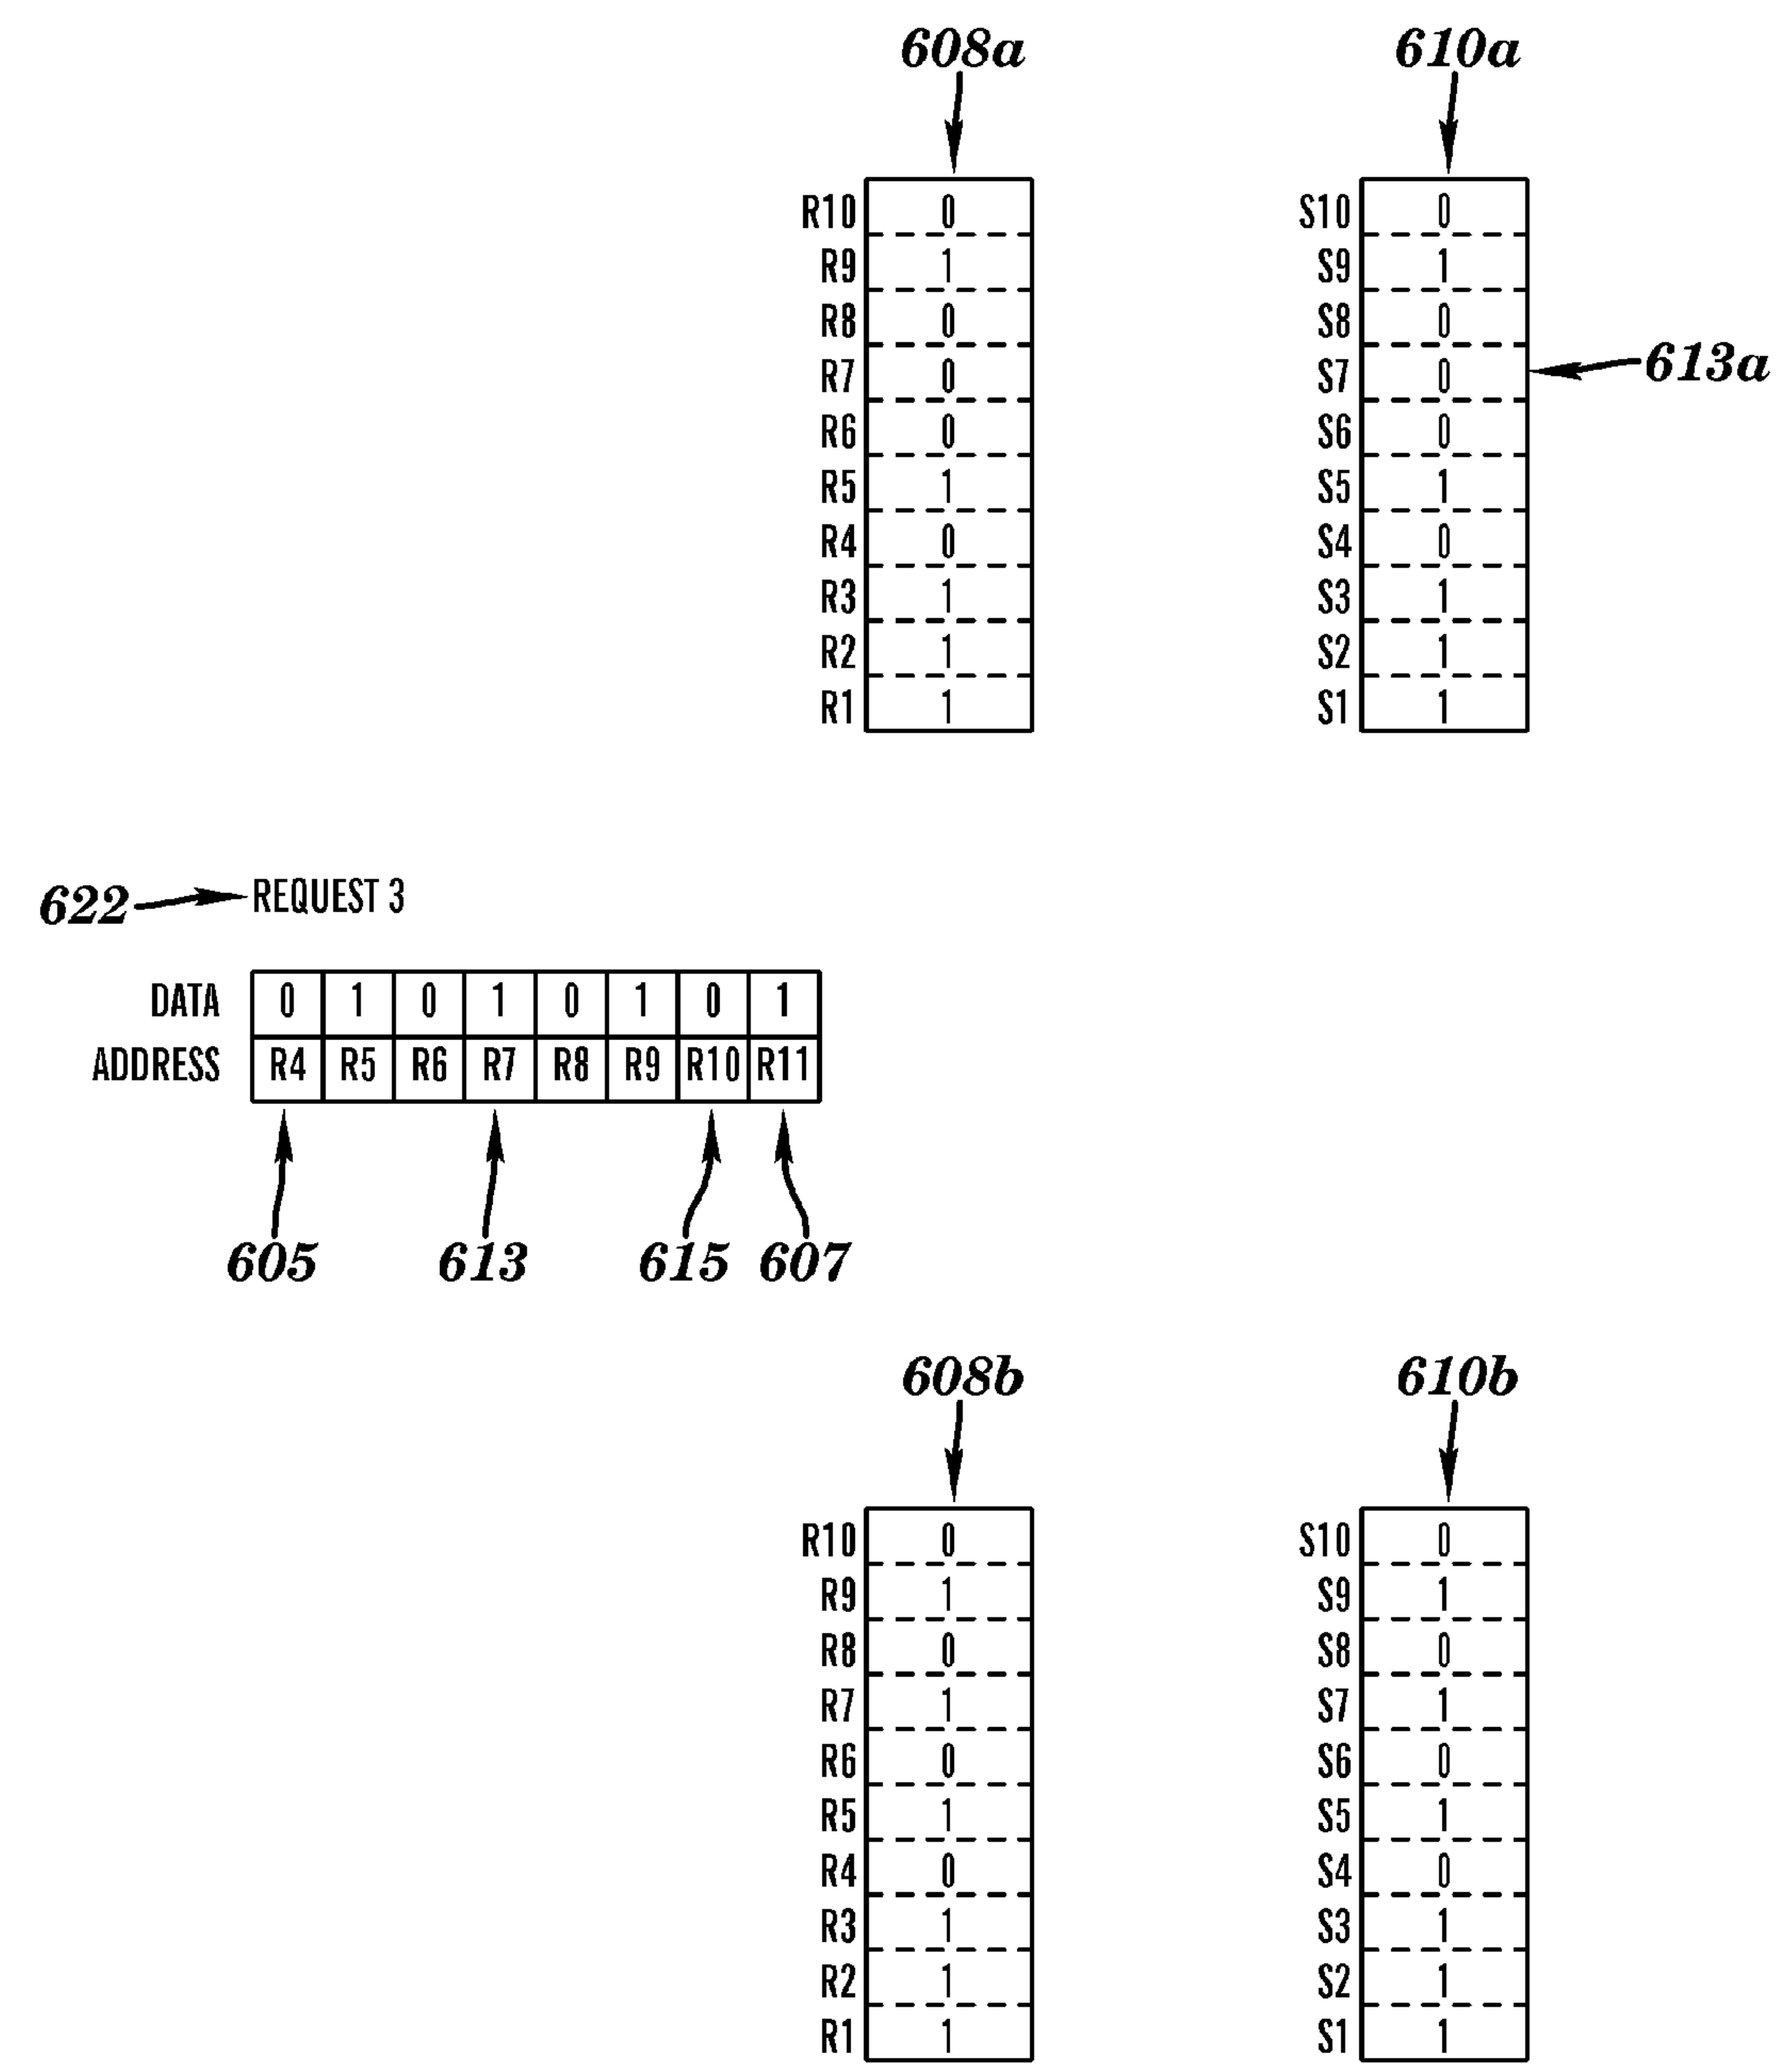 608a 610a
R10 0 S10 0
R9 1 S9 1
R8 0 S8 0
R7 0 S7 0 613a
R6 0 S6 0
R5 1 S5 1
R4 0 S4 0
R3 1 S3 1
R2 1 S2 1
R1 1 S1 1
622 REQUEST 3
DATA 0 1 0 1 0 1 0 1
ADDRESS R4 R5 R6 R7 R8 R9 R10 R11
605 613 615 607
608b 610b
R10 0 S10 0
R9 1 S9 1
R8 0 S8 0
R7 1 S7 1
R6 0 S6 0
R5 1 S5 1
R4 0 S4 0
R3 1 S3 1
R2 1 S2 1
R1 1 S1 1